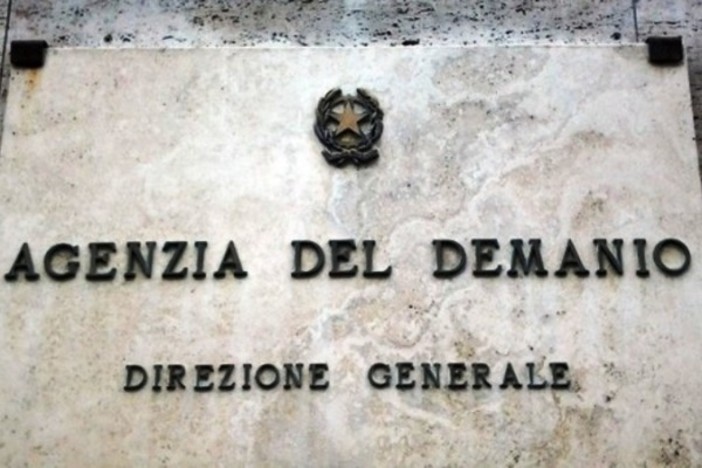 AGENZIA DEL DEMANIO
DIREZIONE GENERALE